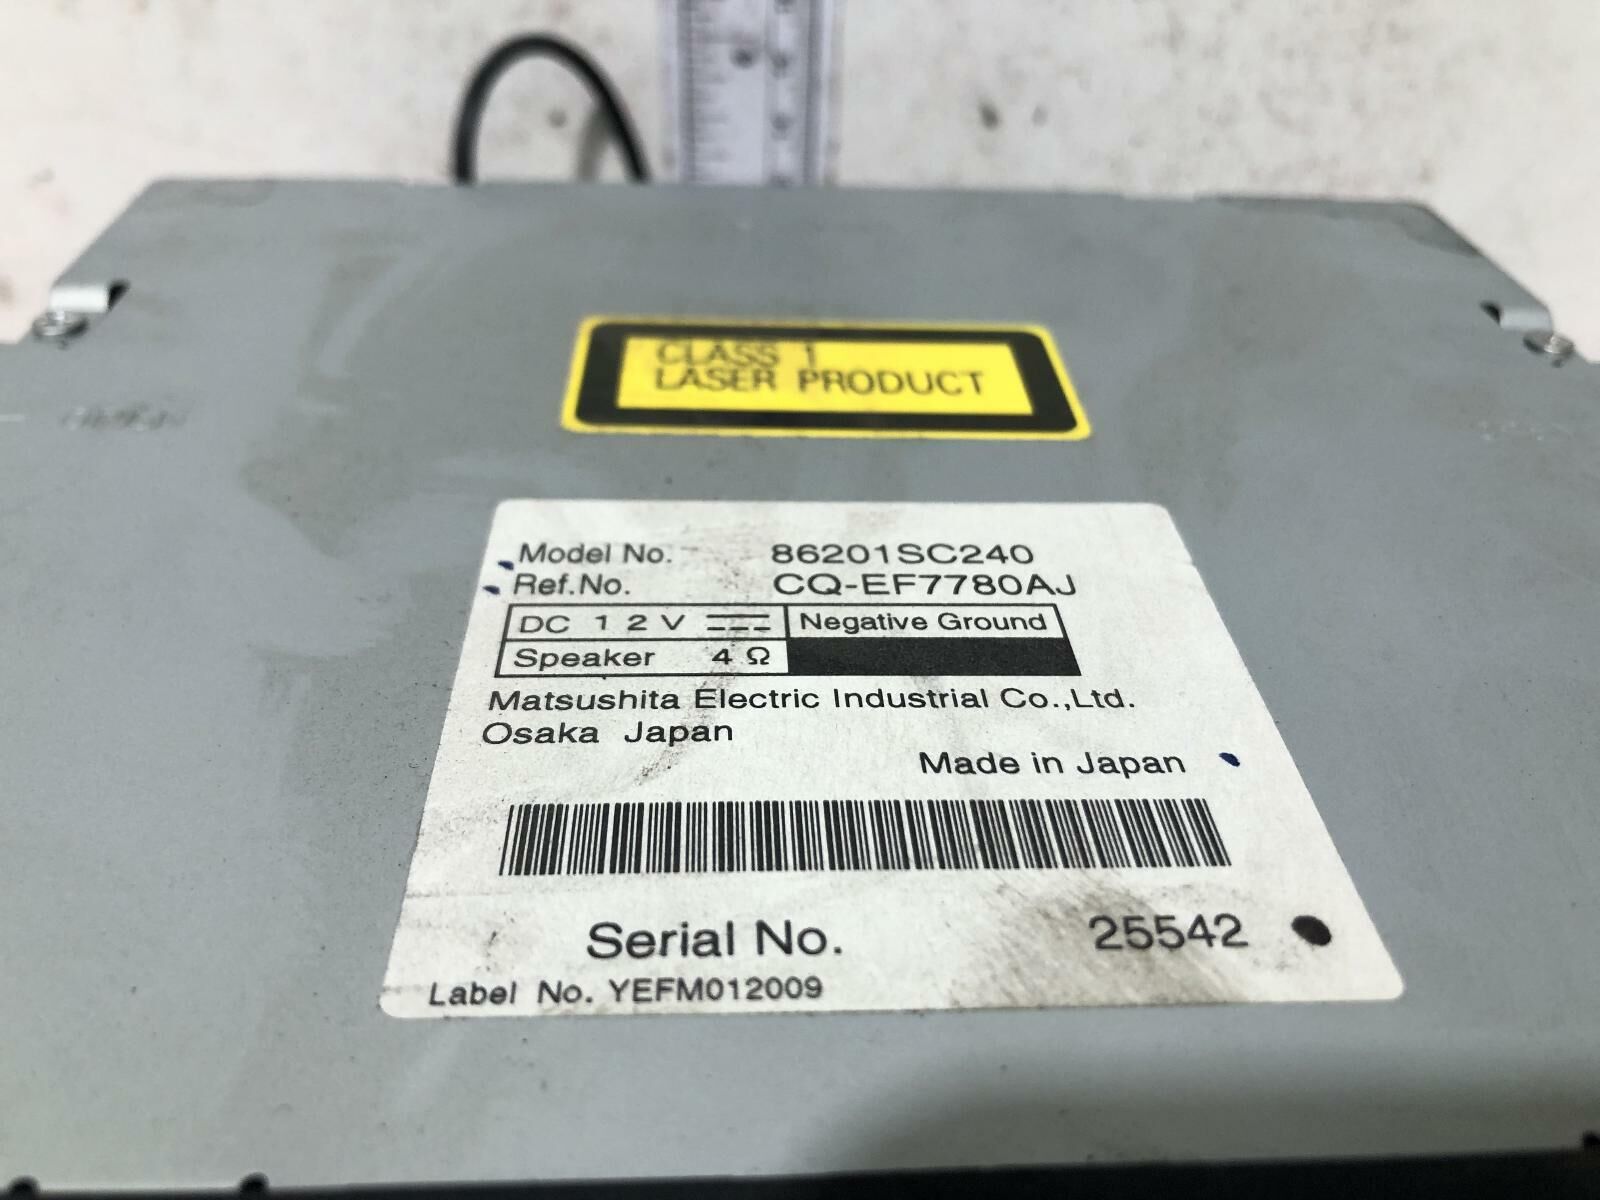 CLASS 1
LASER PRODUCT
Model No. 86201SC240
Ref.No. CQ-EF7780AJ
DC 12V Negative Ground
Speaker 4 Ω
Matsushita Electric Industrial Co.,Ltd.
Osaka Japan
Made in Japan
Serial No. 25542
Label No. YEFM012009